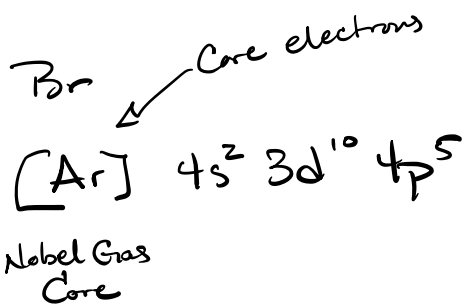 Core electrons
Br
[Ar] 4s² 3d¹⁰ 4p⁵
Nobel Gas
Core